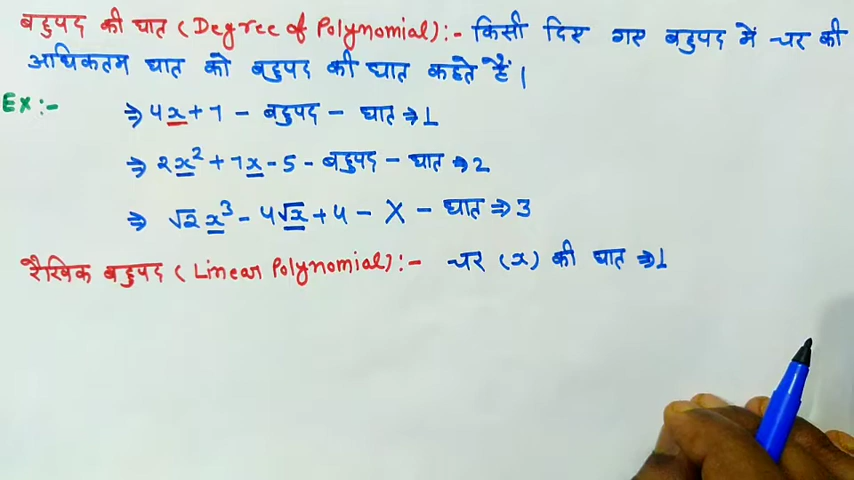 बहुपद की घात (Degree of Polynomial):- किसी दिए गए बहुपद में चर की
अधिकतम घात को बहुपद की घात कहते हैं।
Ex:- ⇒ 4x + 7 - बहुपद - घात ⇒ 1
⇒ 2x² + 7x - 5 - बहुपद - घात ⇒ 2
⇒ √2 x³ - 4√x + 4 - X - घात ⇒ 3
रैखिक बहुपद (Linear Polynomial):- चर (x) की घात ⇒ 1